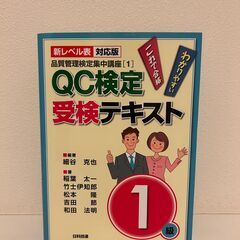 新レベル表 対応版
品質管理検定集中講座[1]
わかりやすい
これで合格
QC検定
受検テキスト
編著 細谷 克也
著 稲葉 太一
竹士 伊知郎
松本 隆
吉田 節
和田 法明
1級
日科技連